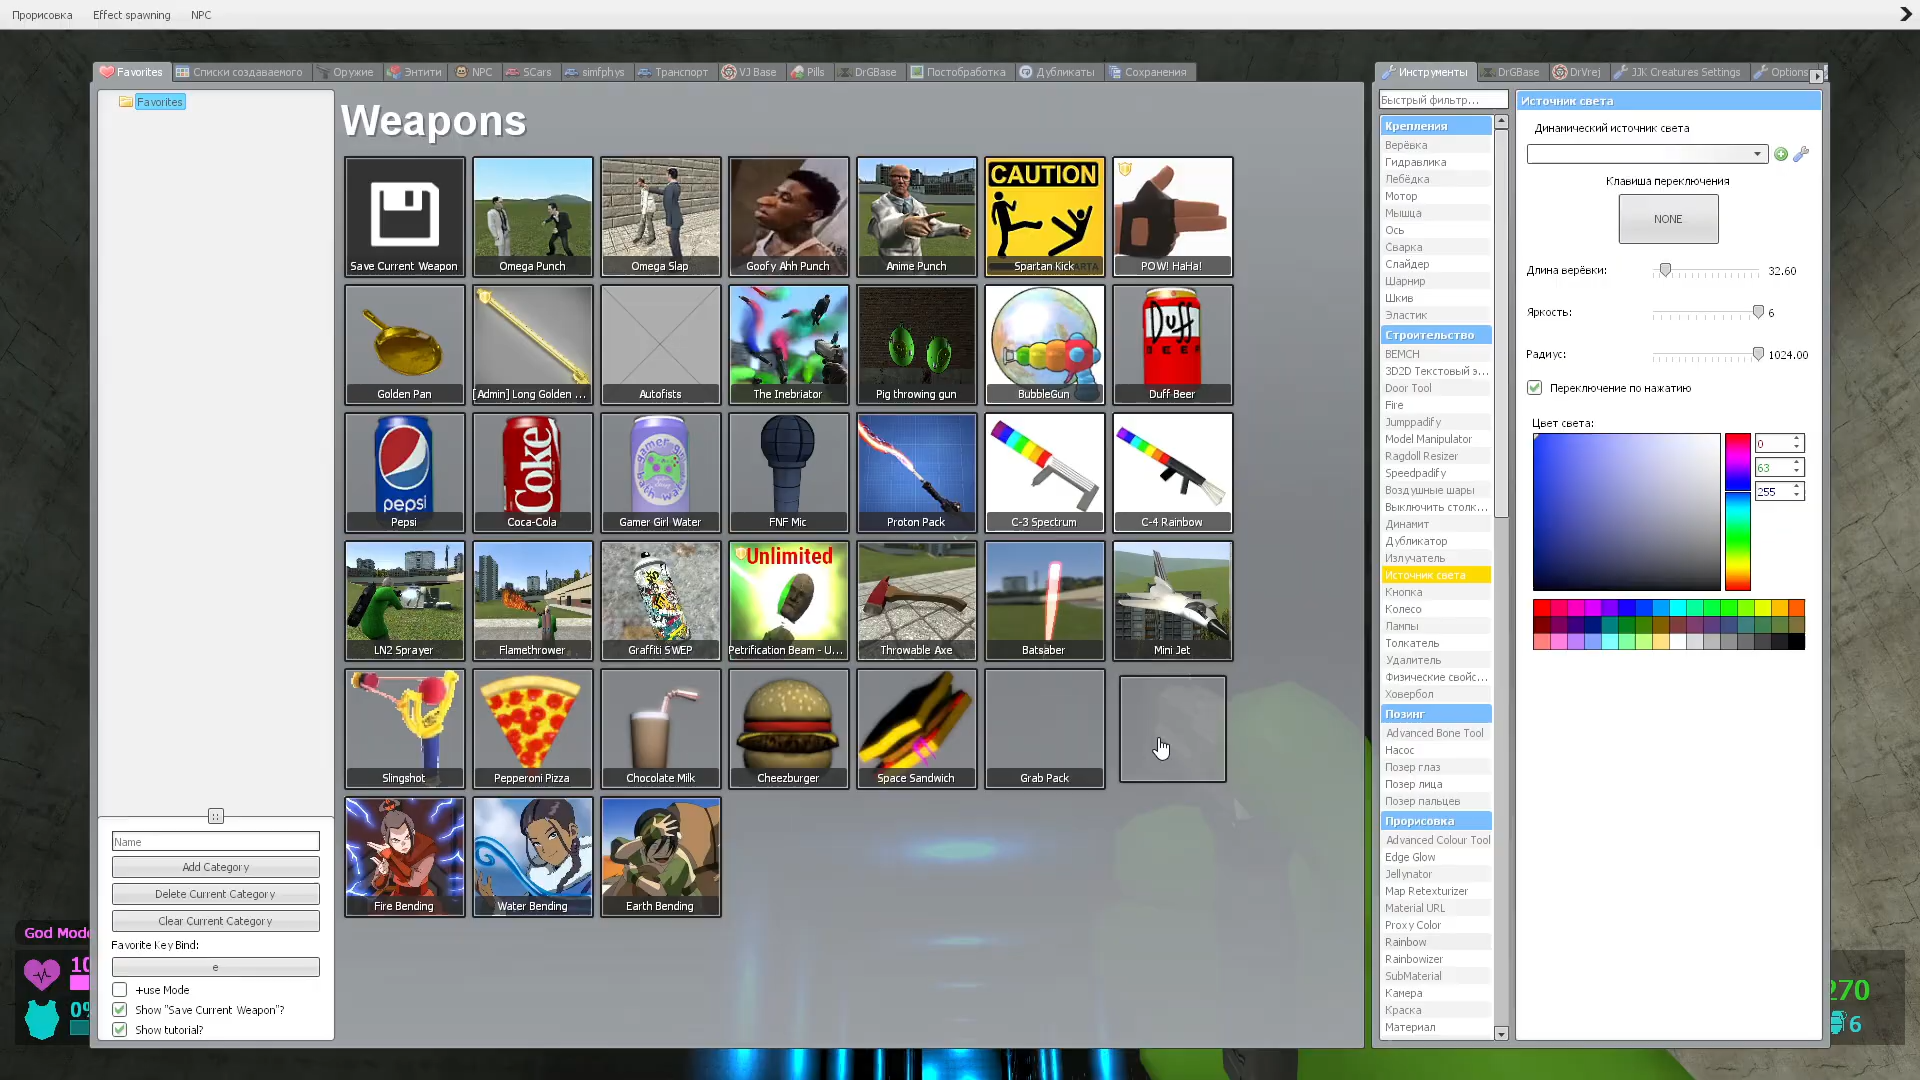 Прорисовка Effect spawning NPC
Favorites Списки создаваемого Оружие Энтити NPC SCars simfphys Транспорт VJ Base Pills DrGBase Постобработка Дубликаты Сохранения
Favorites
Weapons
CAUTION
Save Current Weapon Omega Punch Omega Slap Goofy Ahh Punch Anime Punch Spartan Kick POW! HaHa!
Duff
BEER
Golden Pan [Admin] Long Golden ... Autofists The Inebriator Pig throwing gun BubbleGun Duff Beer
pepsi Coke
Pepsi Coca-Cola Gamer Girl Water FNF Mic Proton Pack C-3 Spectrum C-4 Rainbow
Unlimited
LN2 Sprayer Flamethrower Graffiti SWEP Petrification Beam - U... Throwable Axe Batsaber Mini Jet
Slingshot Pepperoni Pizza Chocolate Milk Cheezburger Space Sandwich Grab Pack
Fire Bending Water Bending Earth Bending
Name
Add Category
Delete Current Category
Clear Current Category
Favorite Key Bind:
e
+use Mode
Show "Save Current Weapon"?
Show tutorial?
God Mode
10
0%
Инструменты DrGBase DrVrej JJK Creatures Settings Options
Быстрый фильтр...
Крепления
Верёвка
Гидравлика
Лебёдка
Мотор
Мышца
Ось
Сварка
Слайдер
Шарнир
Шкив
Эластик
Строительство
BEMCH
3D2D Текстовый э...
Door Tool
Fire
Jumppadify
Model Manipulator
Ragdoll Resizer
Speedpadify
Воздушные шары
Выключить столк...
Динамит
Дубликатор
Излучатель
Источник света
Кнопка
Колесо
Лампы
Толкатель
Удалитель
Физические свойс...
Ховербол
Позинг
Advanced Bone Tool
Насос
Позер глаз
Позер лица
Позер пальцев
Прорисовка
Advanced Colour Tool
Edge Glow
Jellynator
Map Retexturizer
Material URL
Proxy Color
Rainbow
Rainbowizer
SubMaterial
Камера
Краска
Материал
Источник света
Динамический источник света
Клавиша переключения
NONE
Длина верёвки: 32.60
Яркость: 6
Радиус: 1024.00
Переключение по нажатию
Цвет света:
0
63
255
270
6